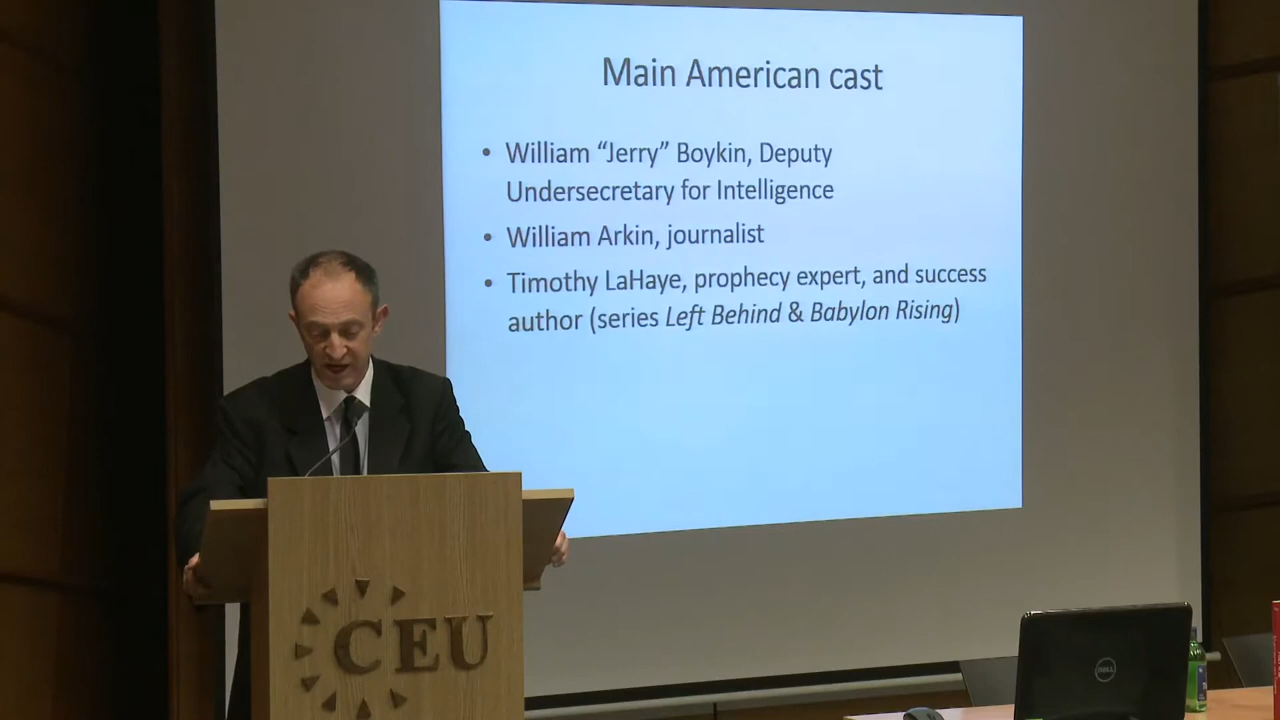 Main American cast
• William “Jerry” Boykin, Deputy
Undersecretary for Intelligence
• William Arkin, journalist
• Timothy LaHaye, prophecy expert, and success
author (series Left Behind & Babylon Rising)
CEU
DELL